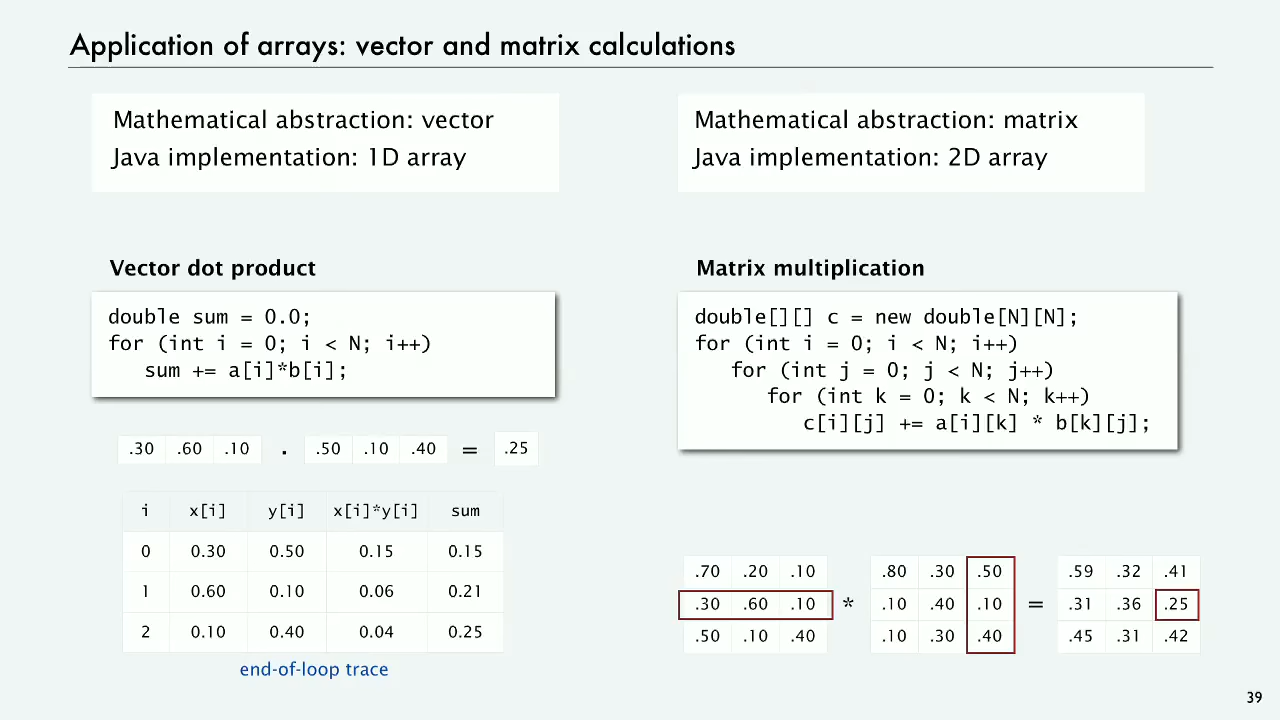 Application of arrays: vector and matrix calculations
Mathematical abstraction: vector
Java implementation: 1D array
Mathematical abstraction: matrix
Java implementation: 2D array
Vector dot product
double sum = 0.0;
for (int i = 0; i < N; i++)
sum += a[i]*b[i];
.30 .60 .10 . .50 .10 .40 = .25
i x[i] y[i] x[i]*y[i] sum
0 0.30 0.50 0.15 0.15
1 0.60 0.10 0.06 0.21
2 0.10 0.40 0.04 0.25
end-of-loop trace
Matrix multiplication
double[][] c = new double[N][N];
for (int i = 0; i < N; i++)
for (int j = 0; j < N; j++)
for (int k = 0; k < N; k++)
c[i][j] += a[i][k] * b[k][j];
.70 .20 .10 .80 .30 .50 .59 .32 .41
.30 .60 .10 * .10 .40 .10 = .31 .36 .25
.50 .10 .40 .10 .30 .40 .45 .31 .42
39